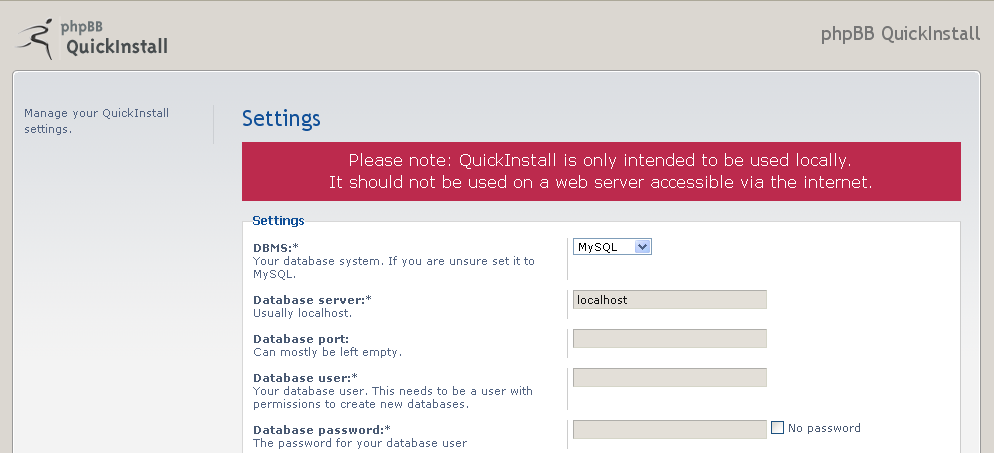 phpBB
QuickInstall
phpBB QuickInstall
Manage your QuickInstall
settings.
Settings
Please note: QuickInstall is only intended to be used locally.
It should not be used on a web server accessible via the internet.
Settings
DBMS:*
Your database system. If you are unsure set it to
MySQL.
MySQL
Database server:*
Usually localhost.
localhost
Database port:
Can mostly be left empty.
Database user:*
Your database user. This needs to be a user with
permissions to create new databases.
Database password:*
The password for your database user
No password